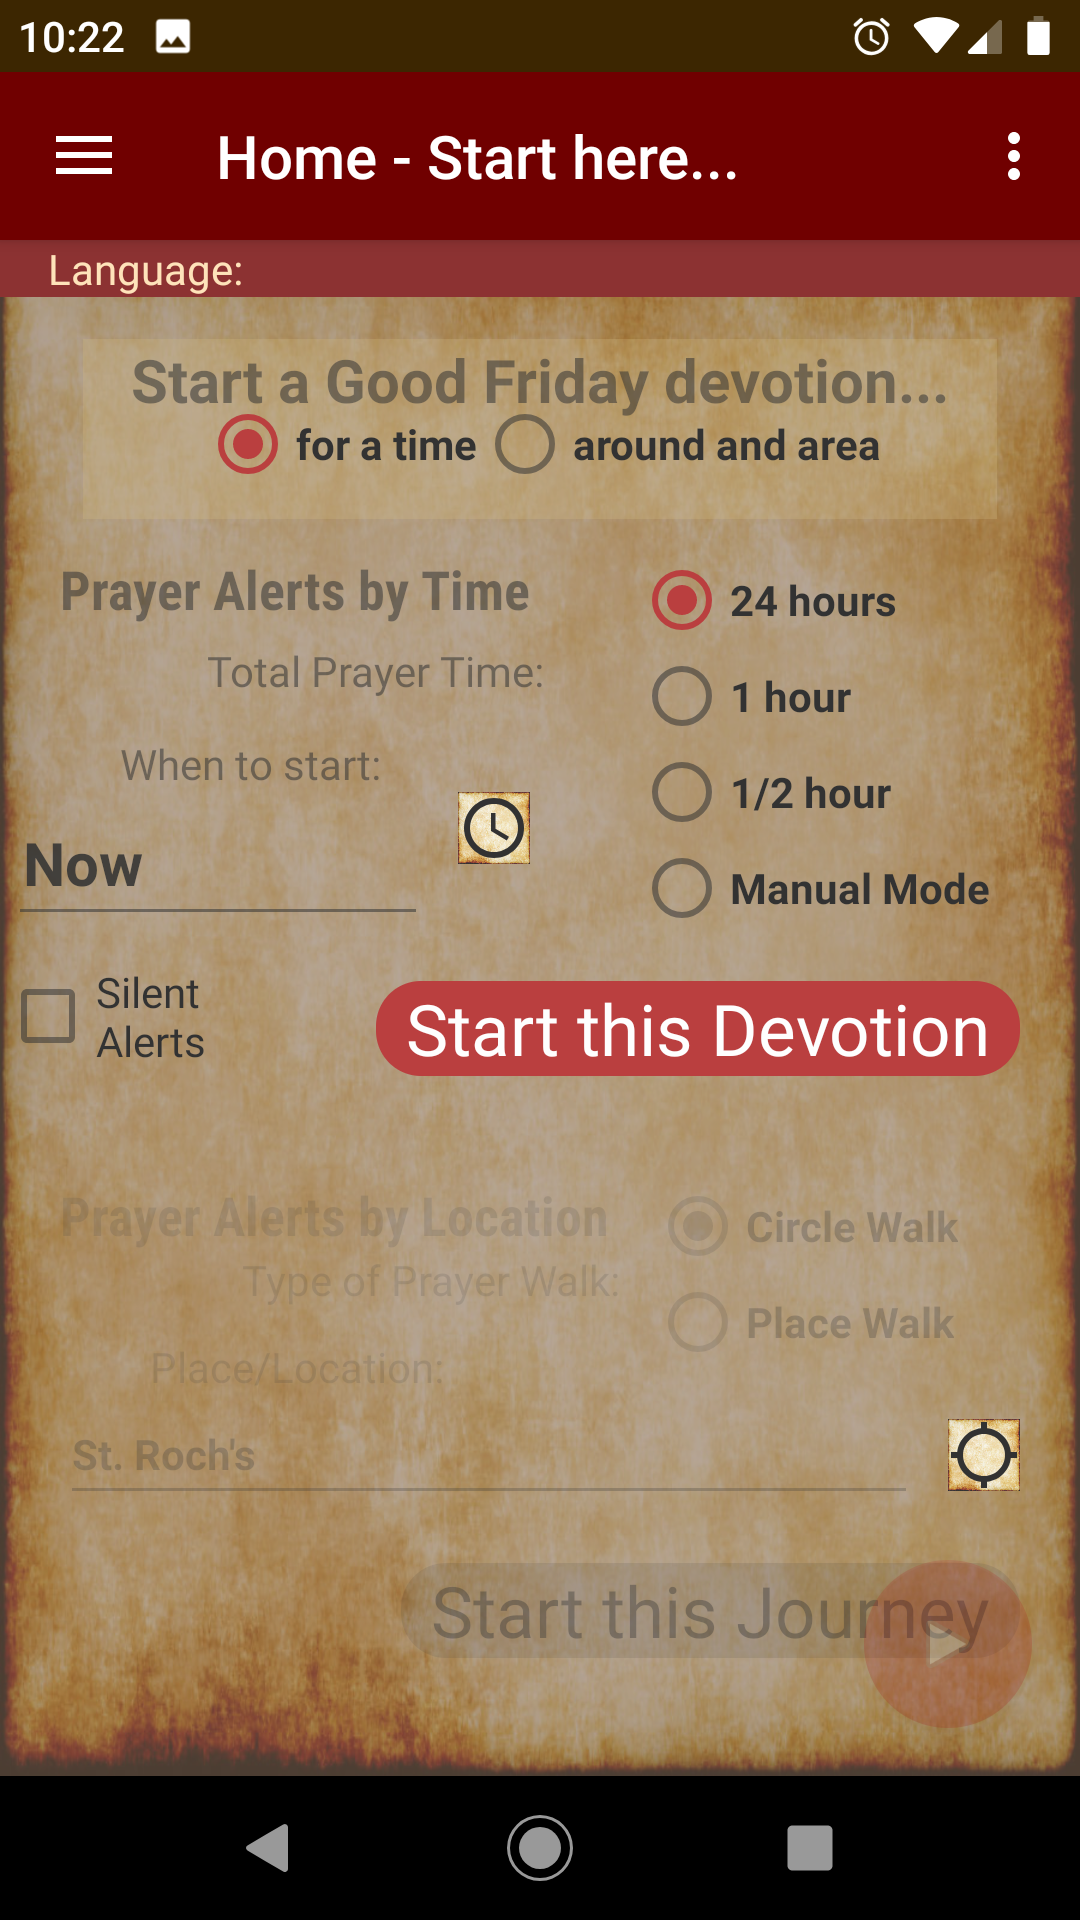 10:22
Home - Start here...
Language:
Start a Good Friday devotion...
for a time
around and area
Prayer Alerts by Time
24 hours
Total Prayer Time:
1 hour
When to start:
1/2 hour
Now
Manual Mode
Silent
Alerts
Start this Devotion
Prayer Alerts by Location
Circle Walk
Type of Prayer Walk:
Place Walk
Place/Location:
St. Roch's
Start this Journey